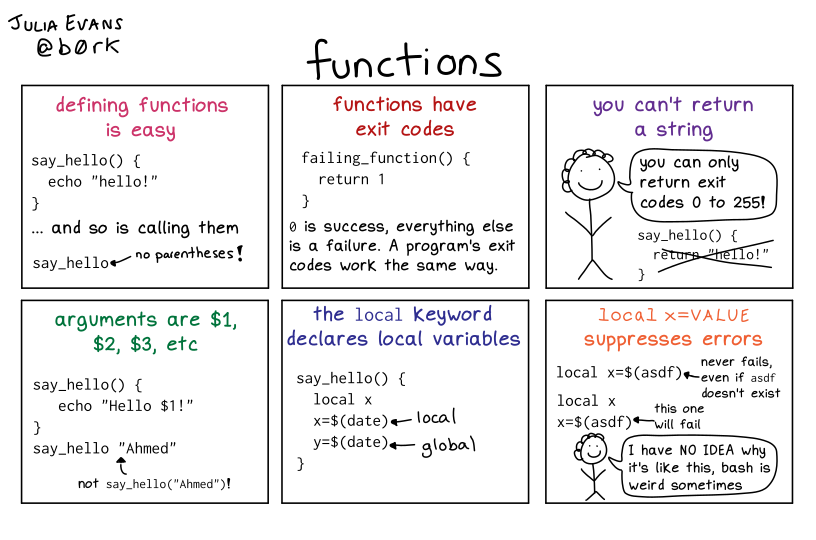 JULIA EVANS
@b0rk
functions
defining functions
is easy
say_hello() {
echo "hello!"
}
... and so is calling them
say_hello
no parentheses!
functions have
exit codes
failing_function() {
return 1
}
0 is success, everything else
is a failure. A program's exit
codes work the same way.
you can't return
a string
you can only
return exit
codes 0 to 255!
say_hello() {
return "hello!"
}
arguments are $1,
$2, $3, etc
say_hello() {
echo "Hello $1!"
}
say_hello "Ahmed"
not say_hello("Ahmed")!
the local keyword
declares local variables
say_hello() {
local x
x=$(date)
local
y=$(date)
global
}
local x=VALUE
suppresses errors
local x=$(asdf)
never fails,
even if asdf
doesn't exist
local x
x=$(asdf)
this one
will fail
I have NO IDEA why
it's like this, bash is
weird sometimes